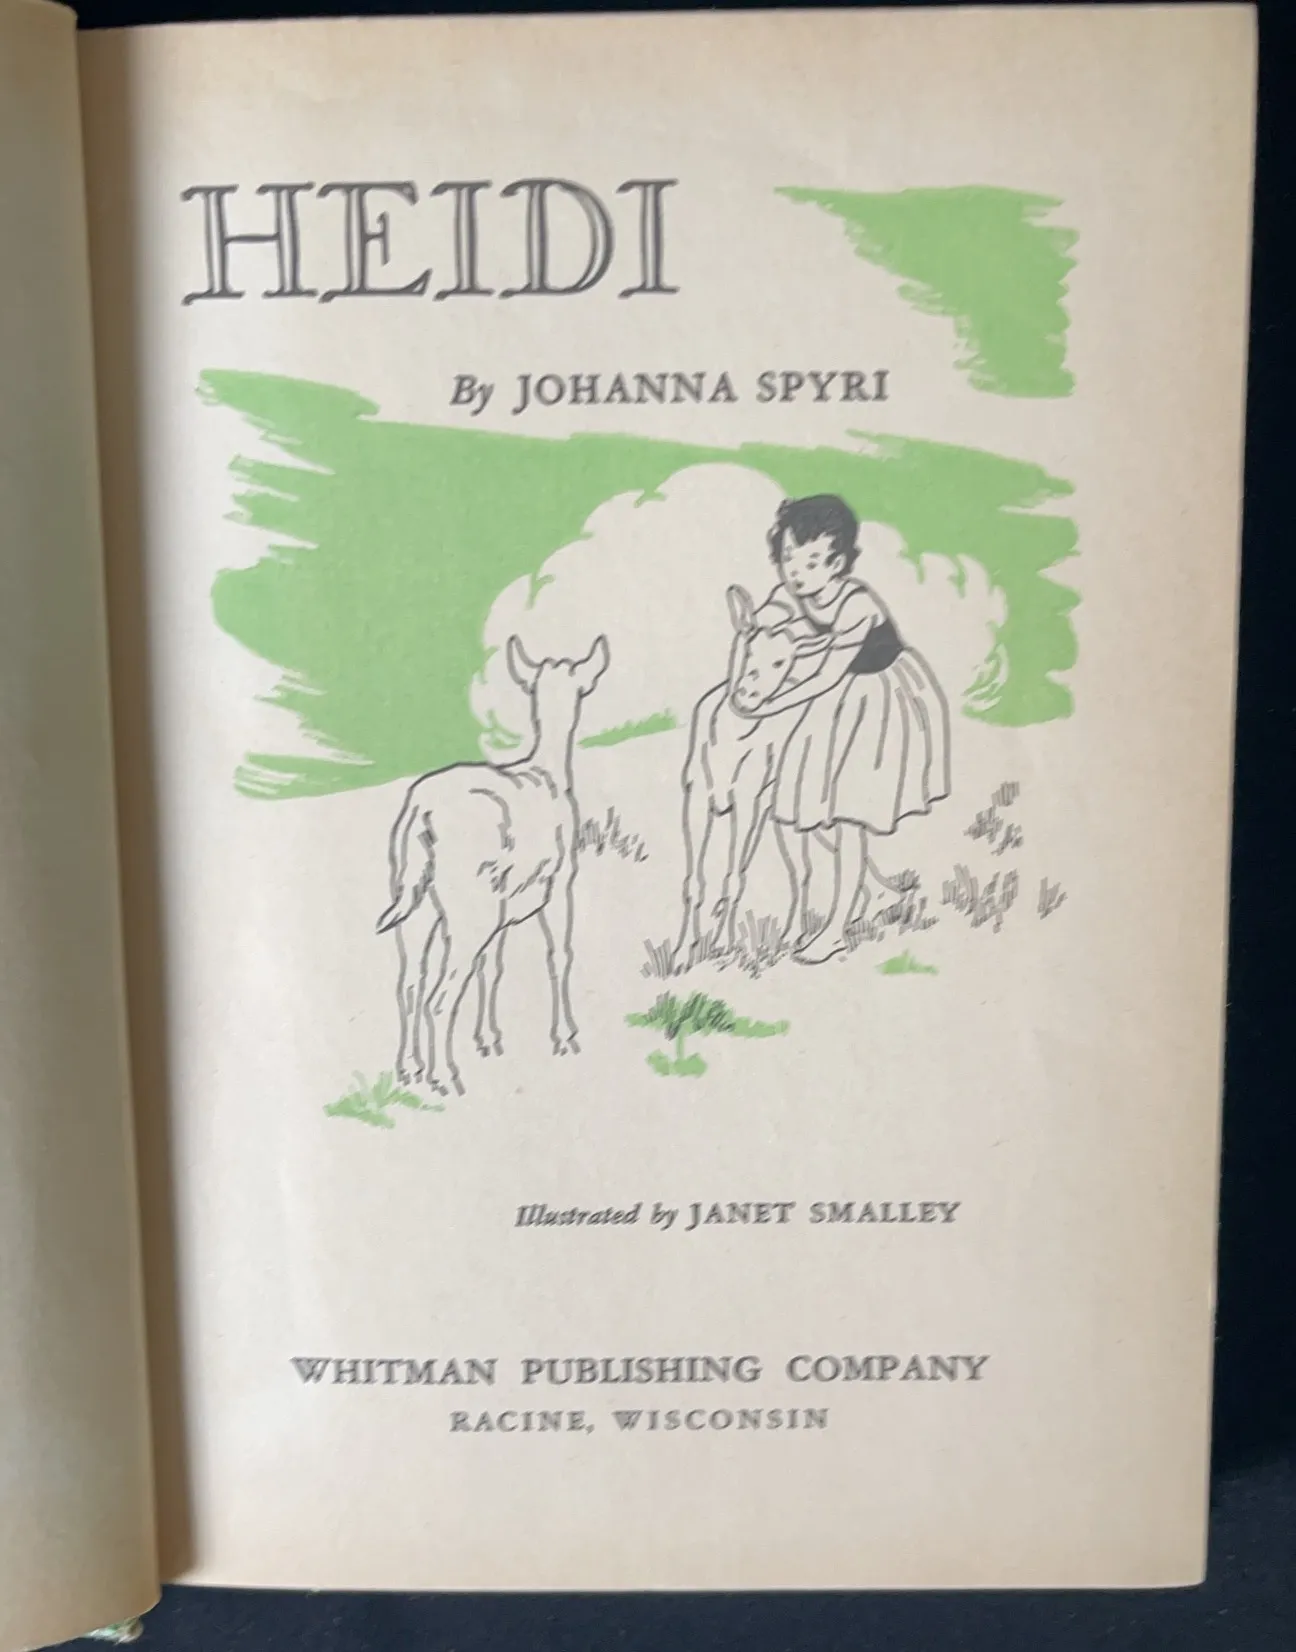 HEIDI
By JOHANNA SPYRI
Illustrated by JANET SMALLEY
WHITMAN PUBLISHING COMPANY
RACINE, WISCONSIN